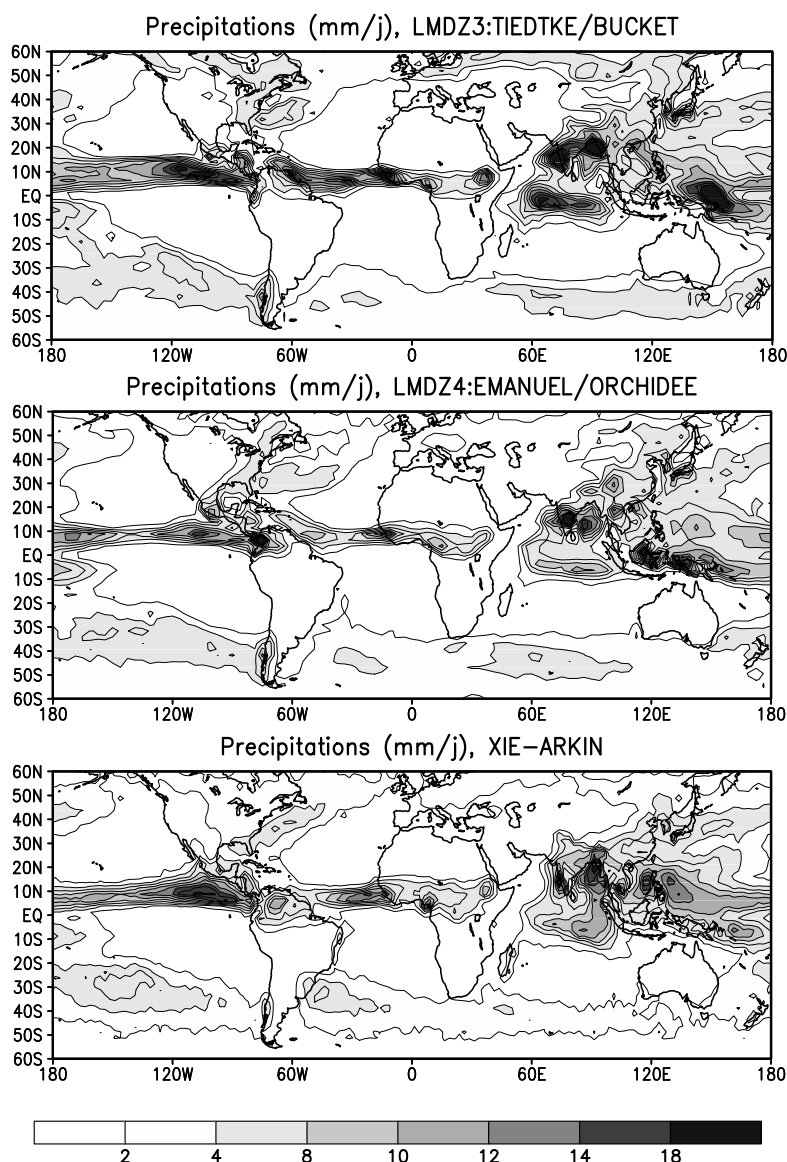 Precipitations (mm/j), LMDZ3:TIEDTKE/BUCKET
60N
50N
40N
30N
20N
10N
EQ
10S
20S
30S
40S
50S
60S
180 120W 60W 0 60E 120E 180
Precipitations (mm/j), LMDZ4:EMANUEL/ORCHIDEE
60N
50N
40N
30N
20N
10N
EQ
10S
20S
30S
40S
50S
60S
180 120W 60W 0 60E 120E 180
Precipitations (mm/j), XIE-ARKIN
60N
50N
40N
30N
20N
10N
EQ
10S
20S
30S
40S
50S
60S
180 120W 60W 0 60E 120E 180
2 4 8 10 12 14 18